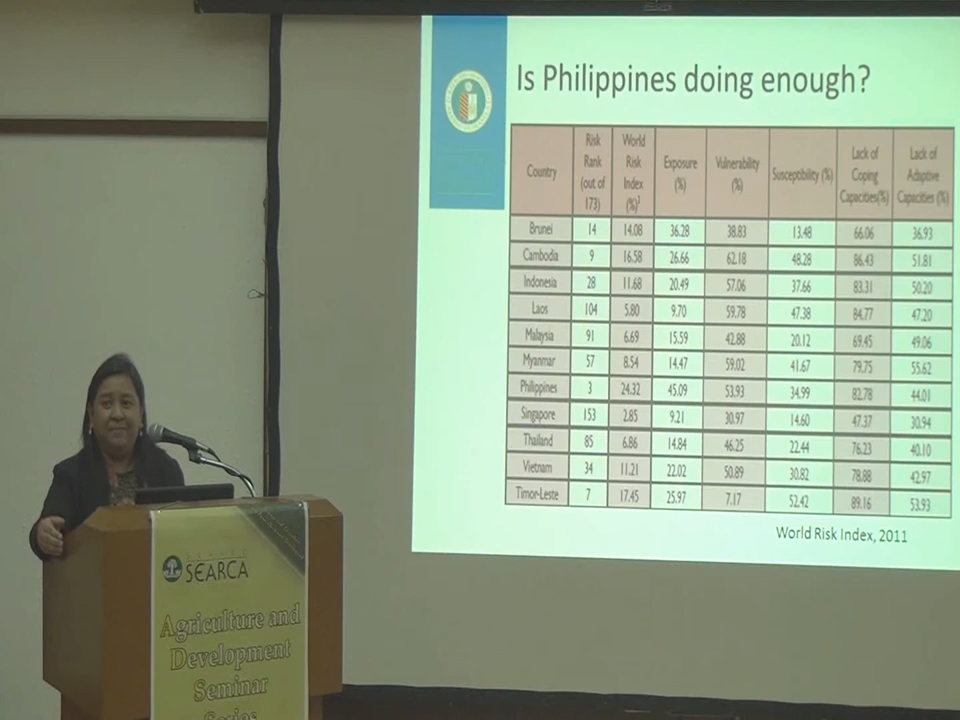 Is Philippines doing enough?
Country Risk Rank (out of 173) World Risk Index (%)¹ Exposure (%) Vulnerability (%) Susceptibility (%) Lack of Coping Capacities(%) Lack of Adaptive Capacities (%)
Brunei 14 14.08 36.28 38.83 13.48 66.06 36.93
Cambodia 9 16.58 26.66 62.18 48.28 86.43 51.81
Indonesia 28 11.68 20.49 57.06 37.66 83.31 50.20
Laos 104 5.80 9.70 59.78 47.38 84.77 47.20
Malaysia 91 6.69 15.59 42.88 20.12 69.45 49.06
Myanmar 57 8.54 14.47 59.02 41.67 79.75 55.62
Philippines 3 24.32 45.09 53.93 34.99 82.78 44.01
Singapore 153 2.85 9.21 30.97 14.60 47.37 30.94
Thailand 85 6.86 14.84 46.25 22.44 76.23 40.10
Vietnam 34 11.21 22.02 50.89 30.82 78.88 42.97
Timor-Leste 7 17.45 25.97 7.17 52.42 89.16 53.93
World Risk Index, 2011
SEARCA
Agriculture and
Development
Seminar
Series